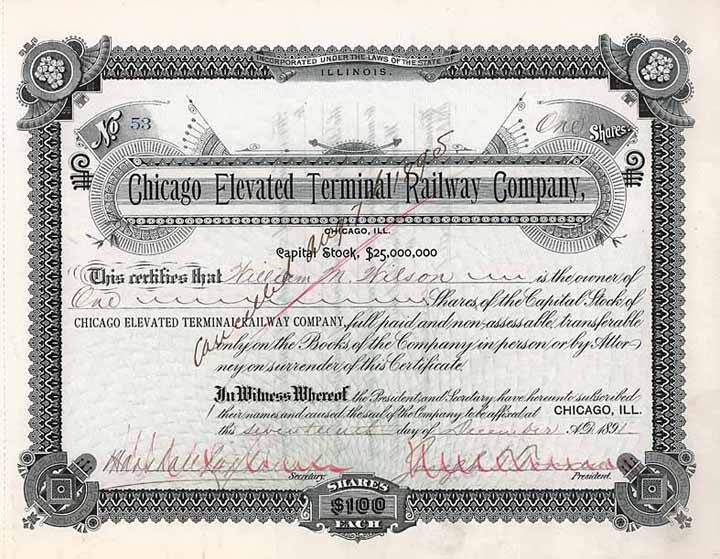 INCORPORATED UNDER THE LAWS OF THE STATE OF
ILLINOIS.
No 53
One Shares.
Chicago Elevated Terminal Railway Company,
CHICAGO, ILL.
Capital Stock, $25,000,000
This certifies that William N. Wilson is the owner of
One Shares, of the Capital Stock of
CHICAGO ELEVATED TERMINAL RAILWAY COMPANY, full paid and non-assessable, transferable
only on the Books of the Company in person or by Attor-
ney on surrender of this Certificate.
In Witness Whereof, the President and Secretary have hereunto subscribed
their names and caused the seal of the Company to be affixed at CHICAGO, ILL.
this seventeenth day of December A.D. 1891
Secretary.
President.
SHARES
$100
EACH
Cancelled 1895